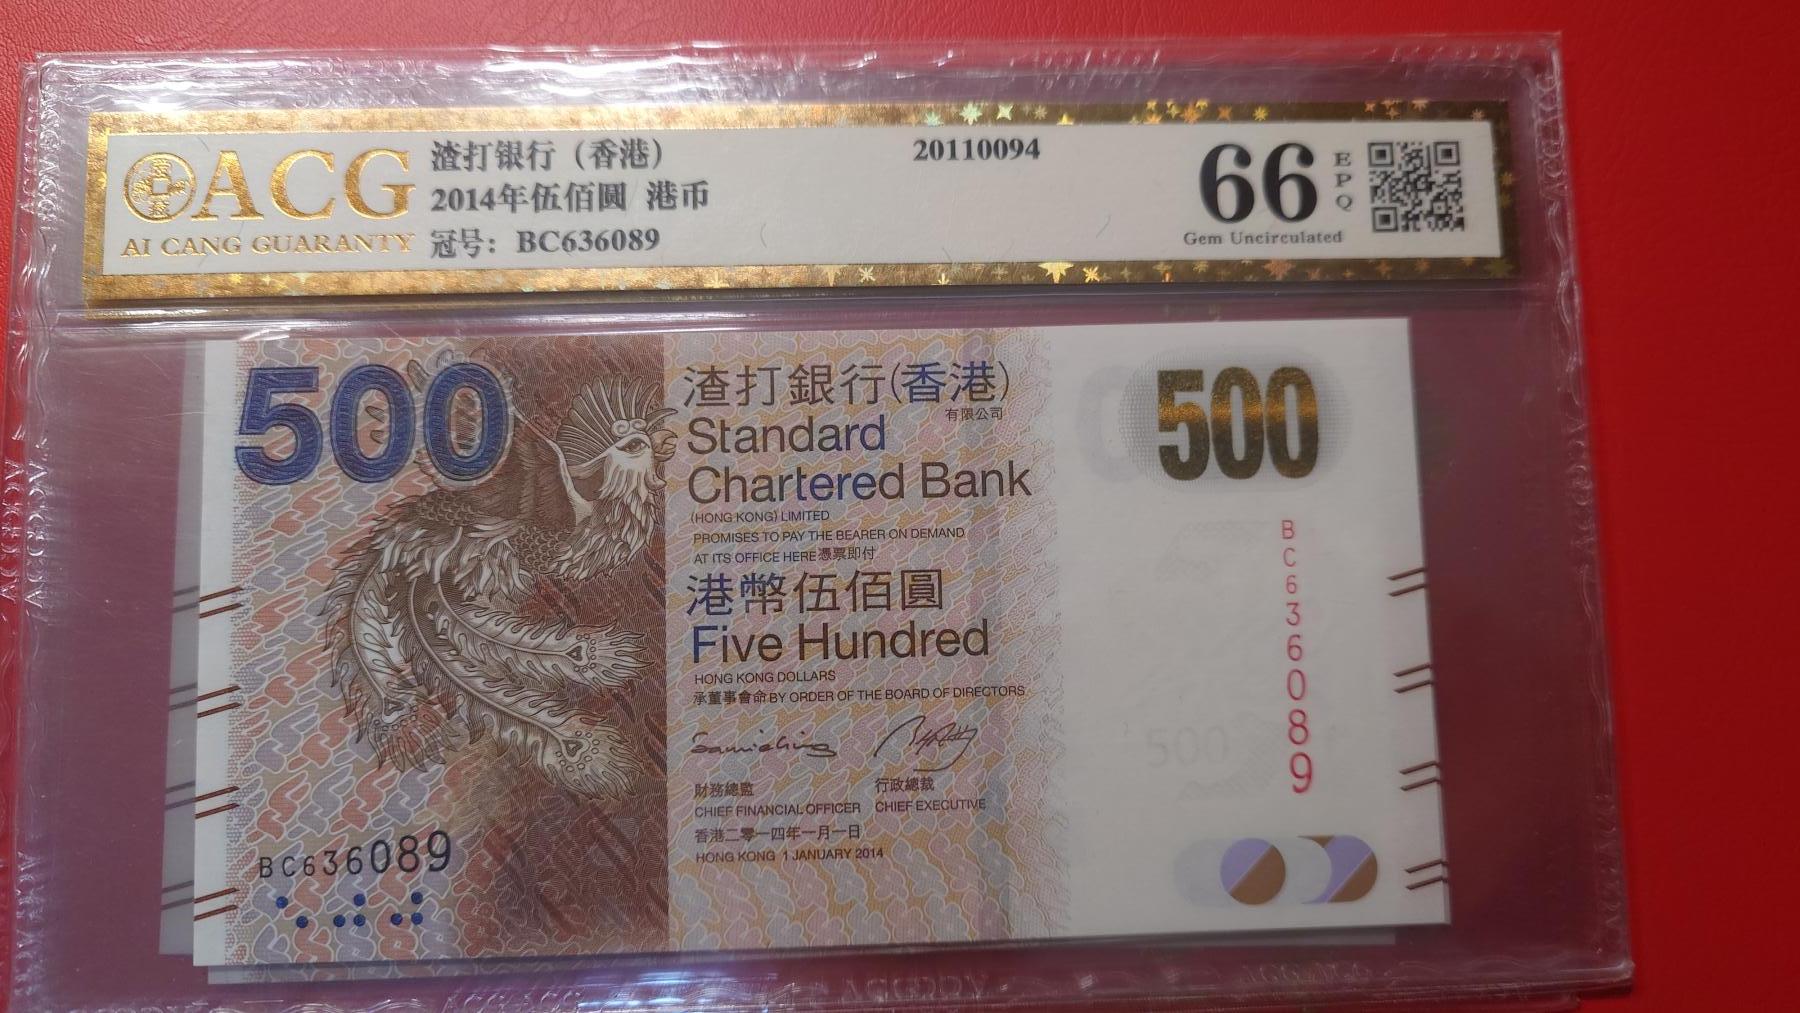 ACG
AI CANG GUARANTY
渣打银行（香港）
2014年伍佰圆 港币
冠号：BC636089
20110094
66
EPQ
Gem Uncirculated
500
渣打銀行(香港)
有限公司
Standard
Chartered Bank
(HONG KONG) LIMITED
PROMISES TO PAY THE BEARER ON DEMAND
AT ITS OFFICE HERE 憑票即付
港幣伍佰圓
Five Hundred
HONG KONG DOLLARS
承董事會命 BY ORDER OF THE BOARD OF DIRECTORS
財務總監
CHIEF FINANCIAL OFFICER
行政總裁
CHIEF EXECUTIVE
香港二零一四年一月一日
HONG KONG 1 JANUARY 2014
BC636089
500
BC636089
500